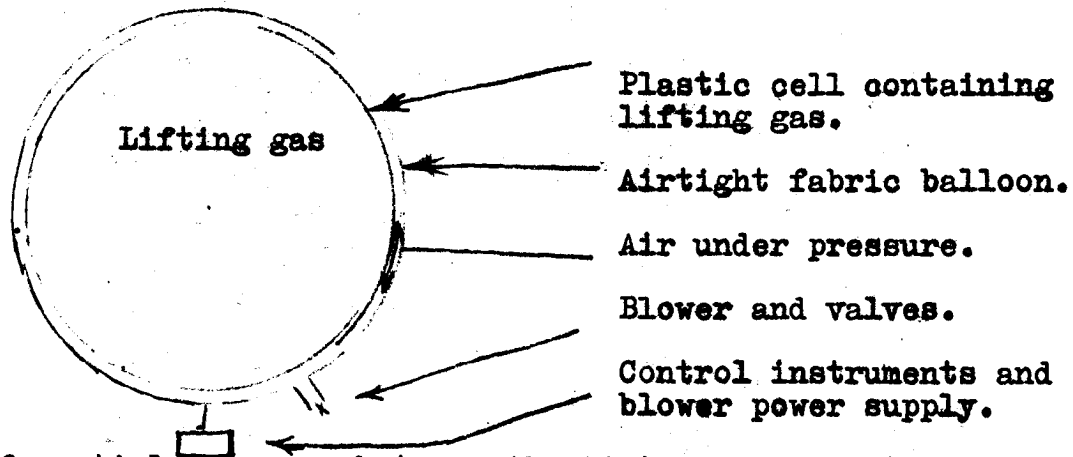 Lifting gas
Plastic cell containing
lifting gas.
Airtight fabric balloon.
Air under pressure.
Blower and valves.
Control instruments and
blower power supply.